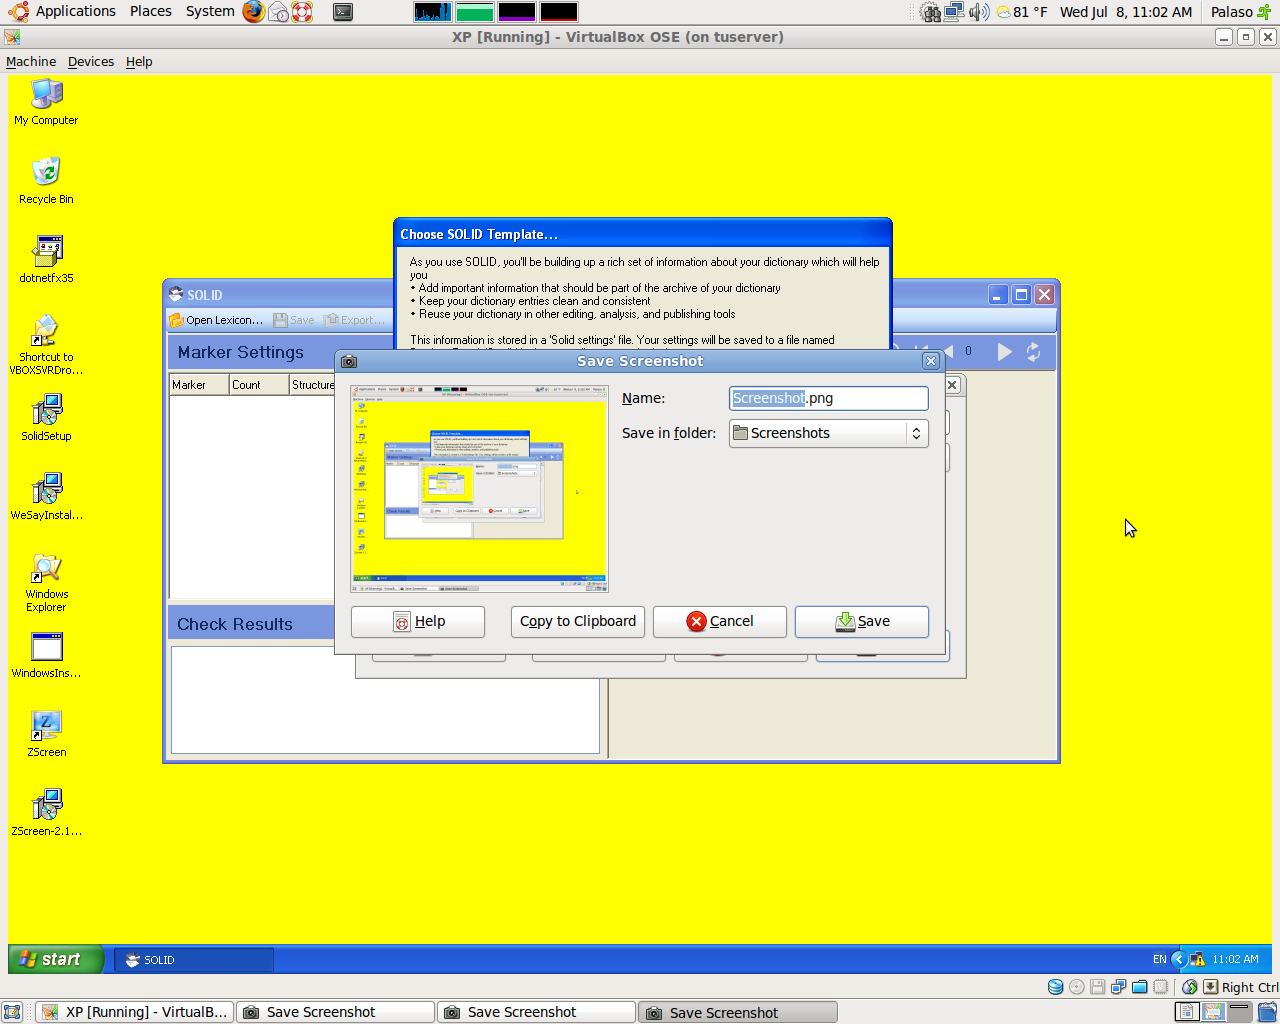 Applications Places System
81 °F Wed Jul 8, 11:02 AM Palaso
XP [Running] - VirtualBox OSE (on tuserver)
Machine Devices Help
My Computer
Recycle Bin
dotnetfx35
Shortcut to
VBOXSVRDro...
SolidSetup
WeSayInstal...
Windows
Explorer
WindowsIns...
ZScreen
ZScreen-2.1...
Choose SOLID Template...
As you use SOLID, you'll be building up a rich set of information about your dictionary which will help
you
• Add important information that should be part of the archive of your dictionary
• Keep your dictionary entries clean and consistent
• Reuse your dictionary in other editing, analysis, and publishing tools
This information is stored in a 'Solid settings' file. Your settings will be saved to a file named
SOLID
Open Lexicon... Save Export...
Marker Settings
0
Marker Count Structure
Check Results
Save Screenshot
Name: Screenshot.png
Save in folder: Screenshots
Help Copy to Clipboard Cancel Save
start SOLID EN 11:02 AM
Right Ctrl
XP [Running] - VirtualB... Save Screenshot Save Screenshot Save Screenshot